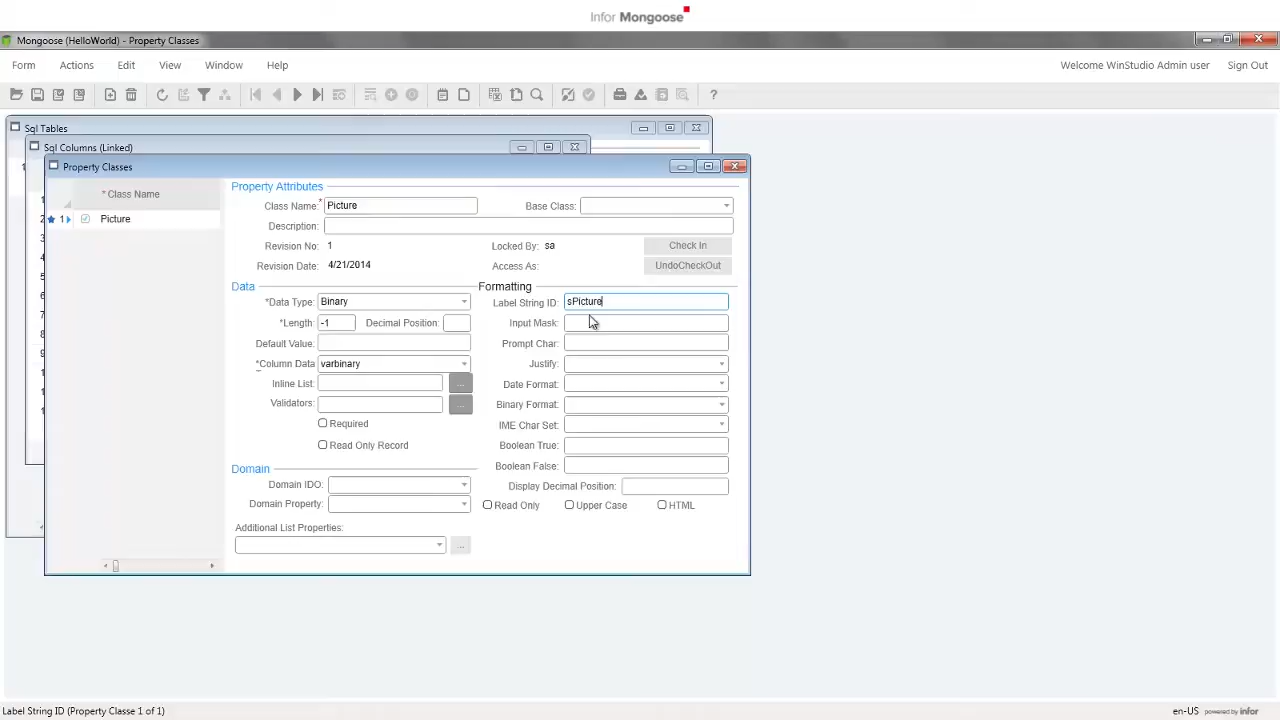 Infor Mongoose
Mongoose (HelloWorld) - Property Classes
Form Actions Edit View Window Help Welcome WinStudio Admin user Sign Out
Sql Tables
Sql Columns (Linked)
Property Classes
* Class Name
1 Picture
Property Attributes
Class Name:* Picture Base Class:
Description:
Revision No: 1 Locked By: sa Check In
Revision Date: 4/21/2014 Access As: UndoCheckOut
Data Formatting
*Data Type: Binary Label String ID: sPicture
*Length: -1 Decimal Position: Input Mask:
Default Value: Prompt Char:
*Column Data varbinary Justify:
Inline List: ... Date Format:
Validators: ... Binary Format:
Required IME Char Set:
Read Only Record Boolean True:
Domain Boolean False:
Domain IDO: Display Decimal Position:
Domain Property: Read Only Upper Case HTML
Additional List Properties:
...
Label String ID (Property Classe 1 of 1) en-US powered by infor